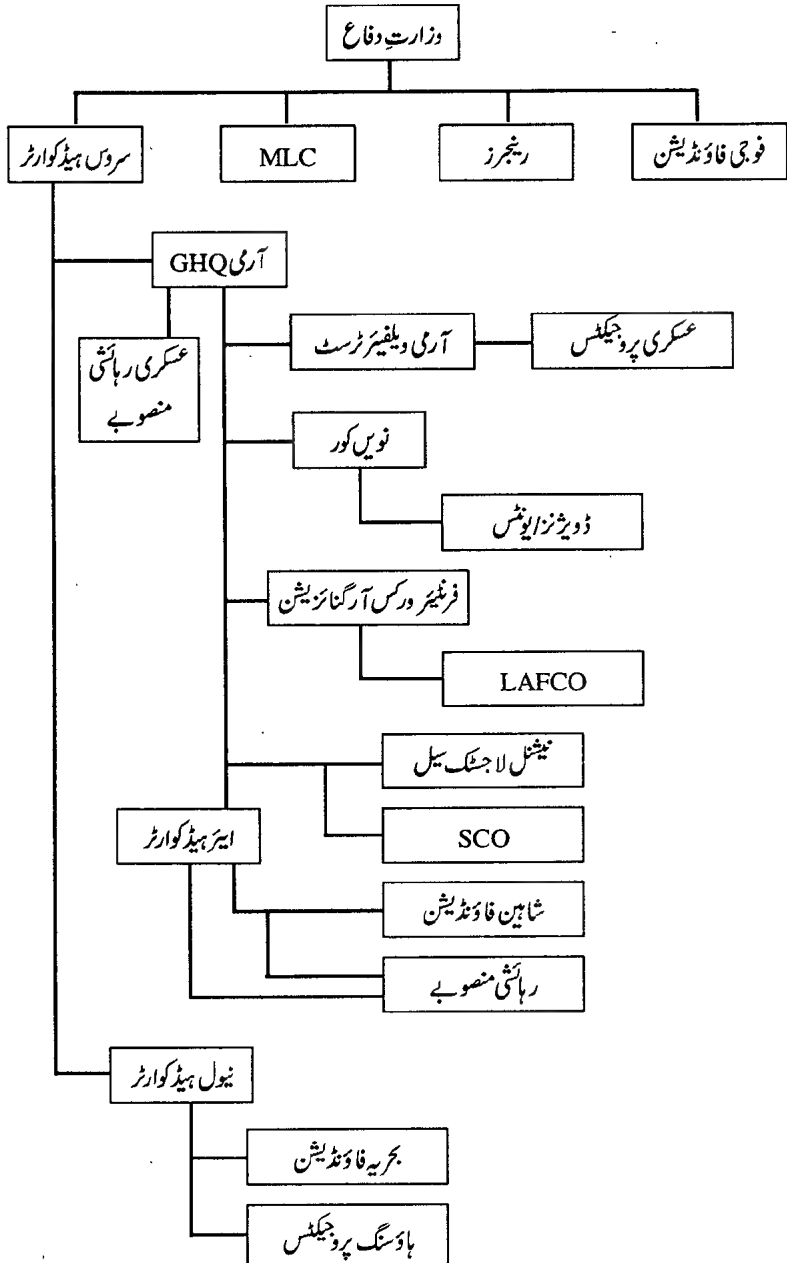 وزارتِ دفاع
فوجی فاؤنڈیشن
رینجرز
MLC
سروس ہیڈکوارٹر
آرمی GHQ
عسکری رہائشی
منصوبے
آرمی ویلفیئر ٹرسٹ
عسکری پروجیکٹس
نویں کور
ڈویژنز/یونٹس
فرنٹیئر ورکس آرگنائزیشن
LAFCO
نیشنل لاجسٹک سیل
SCO
ایئر ہیڈکوارٹر
شاہین فاؤنڈیشن
رہائشی منصوبے
نیول ہیڈکوارٹر
بحریہ فاؤنڈیشن
ہاؤسنگ پروجیکٹس